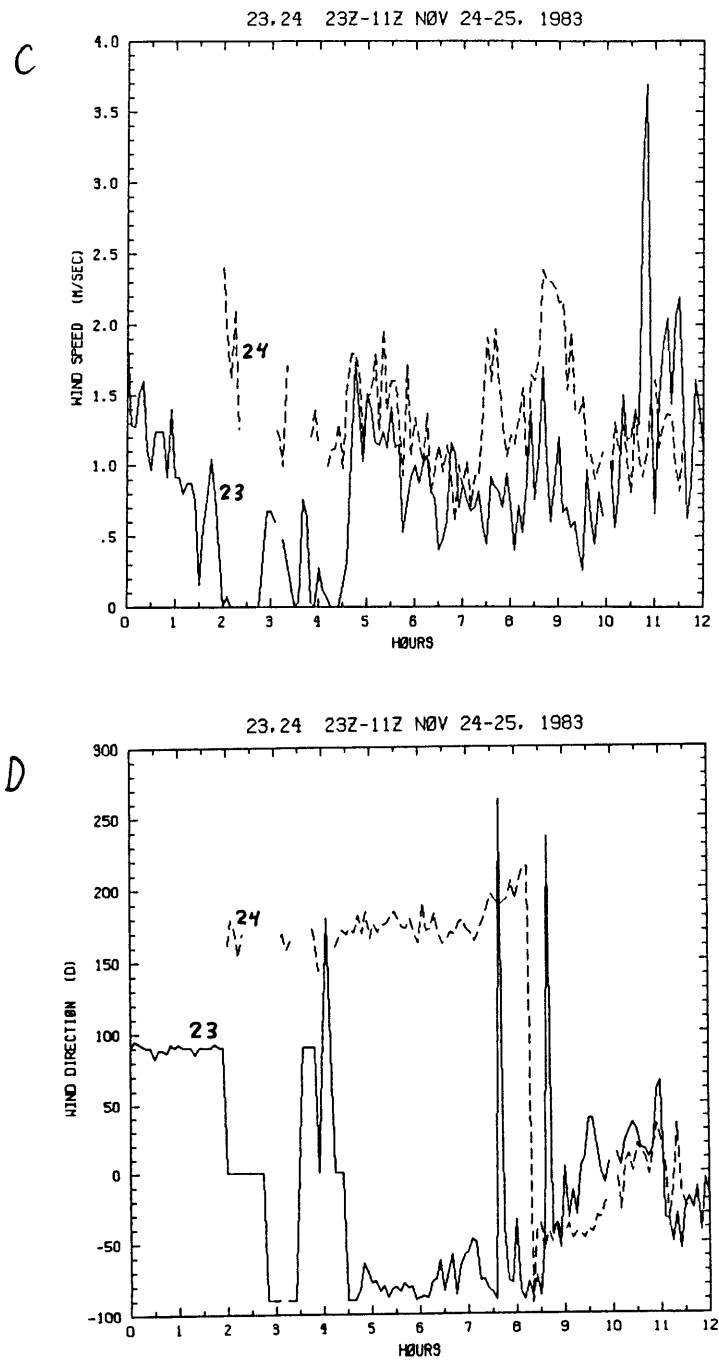 23,24 23Z-11Z NØV 24-25, 1983
C
4.0
3.5
3.0
2.5
2.0
1.5
1.0
.5
0
WIND SPEED (M/SEC)
24
23
0 1 2 3 4 5 6 7 8 9 10 11 12
HØURS
23,24 23Z-11Z NØV 24-25, 1983
D
300
250
200
150
100
50
0
-50
-100
WIND DIRECTION (D)
24
23
0 1 2 3 4 5 6 7 8 9 10 11 12
HØURS